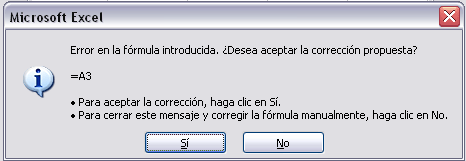 Microsoft Excel
Error en la fórmula introducida. ¿Desea aceptar la corrección propuesta?
=A3
• Para aceptar la corrección, haga clic en Sí.
• Para cerrar este mensaje y corregir la fórmula manualmente, haga clic en No.
Sí
No